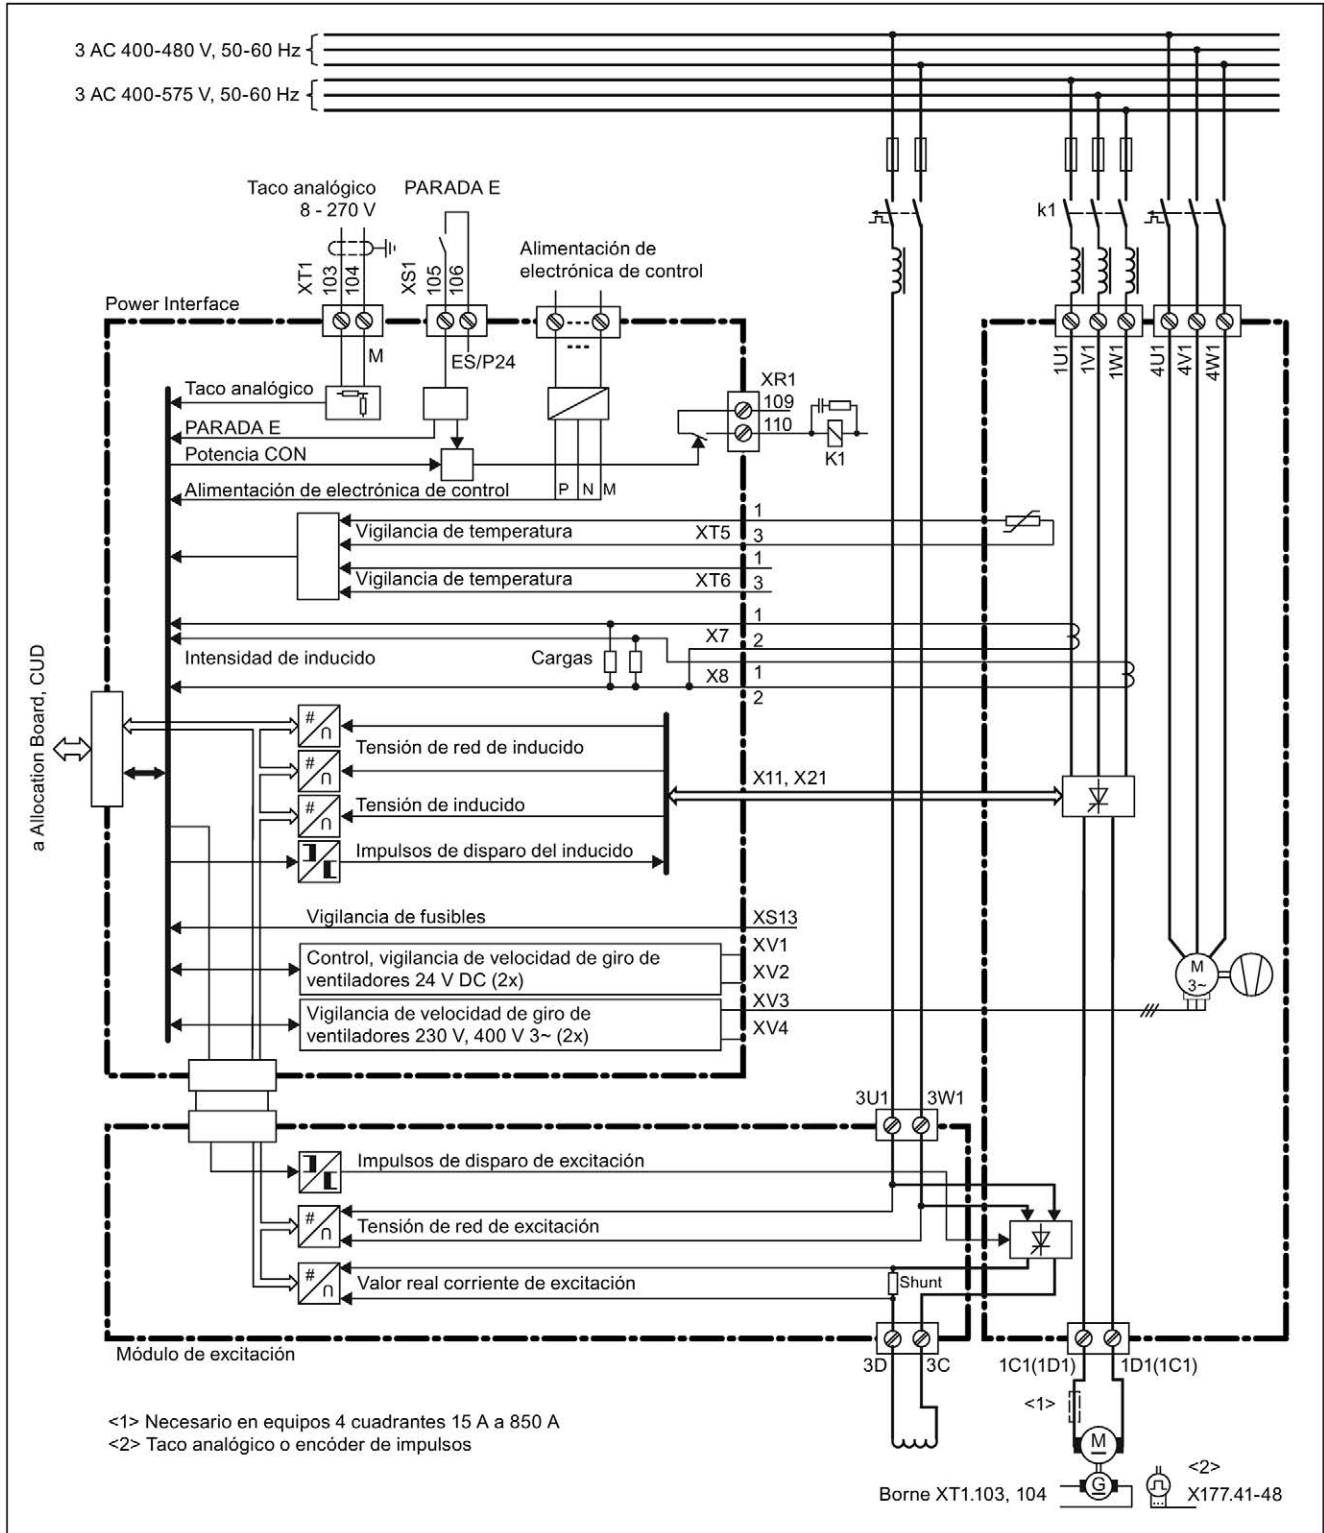 3 AC 400-480 V, 50-60 Hz
3 AC 400-575 V, 50-60 Hz
Taco analógico
8 - 270 V
PARADA E
Alimentación de
electrónica de control
k1
XT1
103
104
XS1
105
106
Power Interface
M
ES/P24
1U1
1V1
1W1
4U1
4V1
4W1
Taco analógico
PARADA E
Potencia CON
Alimentación de electrónica de control
P N M
XR1
109
110
K1
Vigilancia de temperatura
XT5
1
3
Vigilancia de temperatura
XT6
1
3
Intensidad de inducido
Cargas
X7
1
2
X8
1
2
a Allocation Board, CUD
#
∩
Tensión de red de inducido
#
∩
Tensión de inducido
#
∩
Impulsos de disparo del inducido
X11, X21
Vigilancia de fusibles
XS13
Control, vigilancia de velocidad de giro de
ventiladores 24 V DC (2x)
XV1
XV2
Vigilancia de velocidad de giro de
ventiladores 230 V, 400 V 3~ (2x)
XV3
XV4
M
3~
3U1
3W1
Impulsos de disparo de excitación
#
∩
Tensión de red de excitación
#
∩
Valor real corriente de excitación
Shunt
Módulo de excitación
3D
3C
1C1(1D1)
1D1(1C1)
<1>
<1> Necesario en equipos 4 cuadrantes 15 A a 850 A
<2> Taco analógico o encóder de impulsos
M
G
Borne XT1.103, 104
<2>
X177.41-48